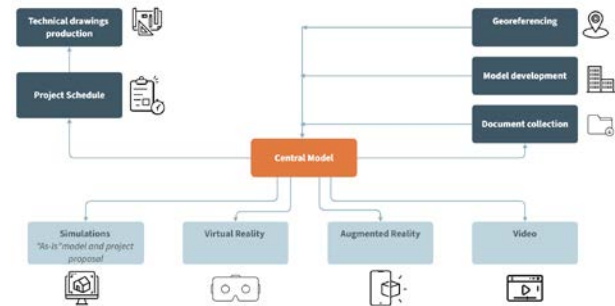 Technical drawings
production
Georeferencing
Project Schedule
Model development
Document collection
Central Model
Simulations
"As-Is"model and project
proposal
Virtual Reality
Augmented Reality
Video